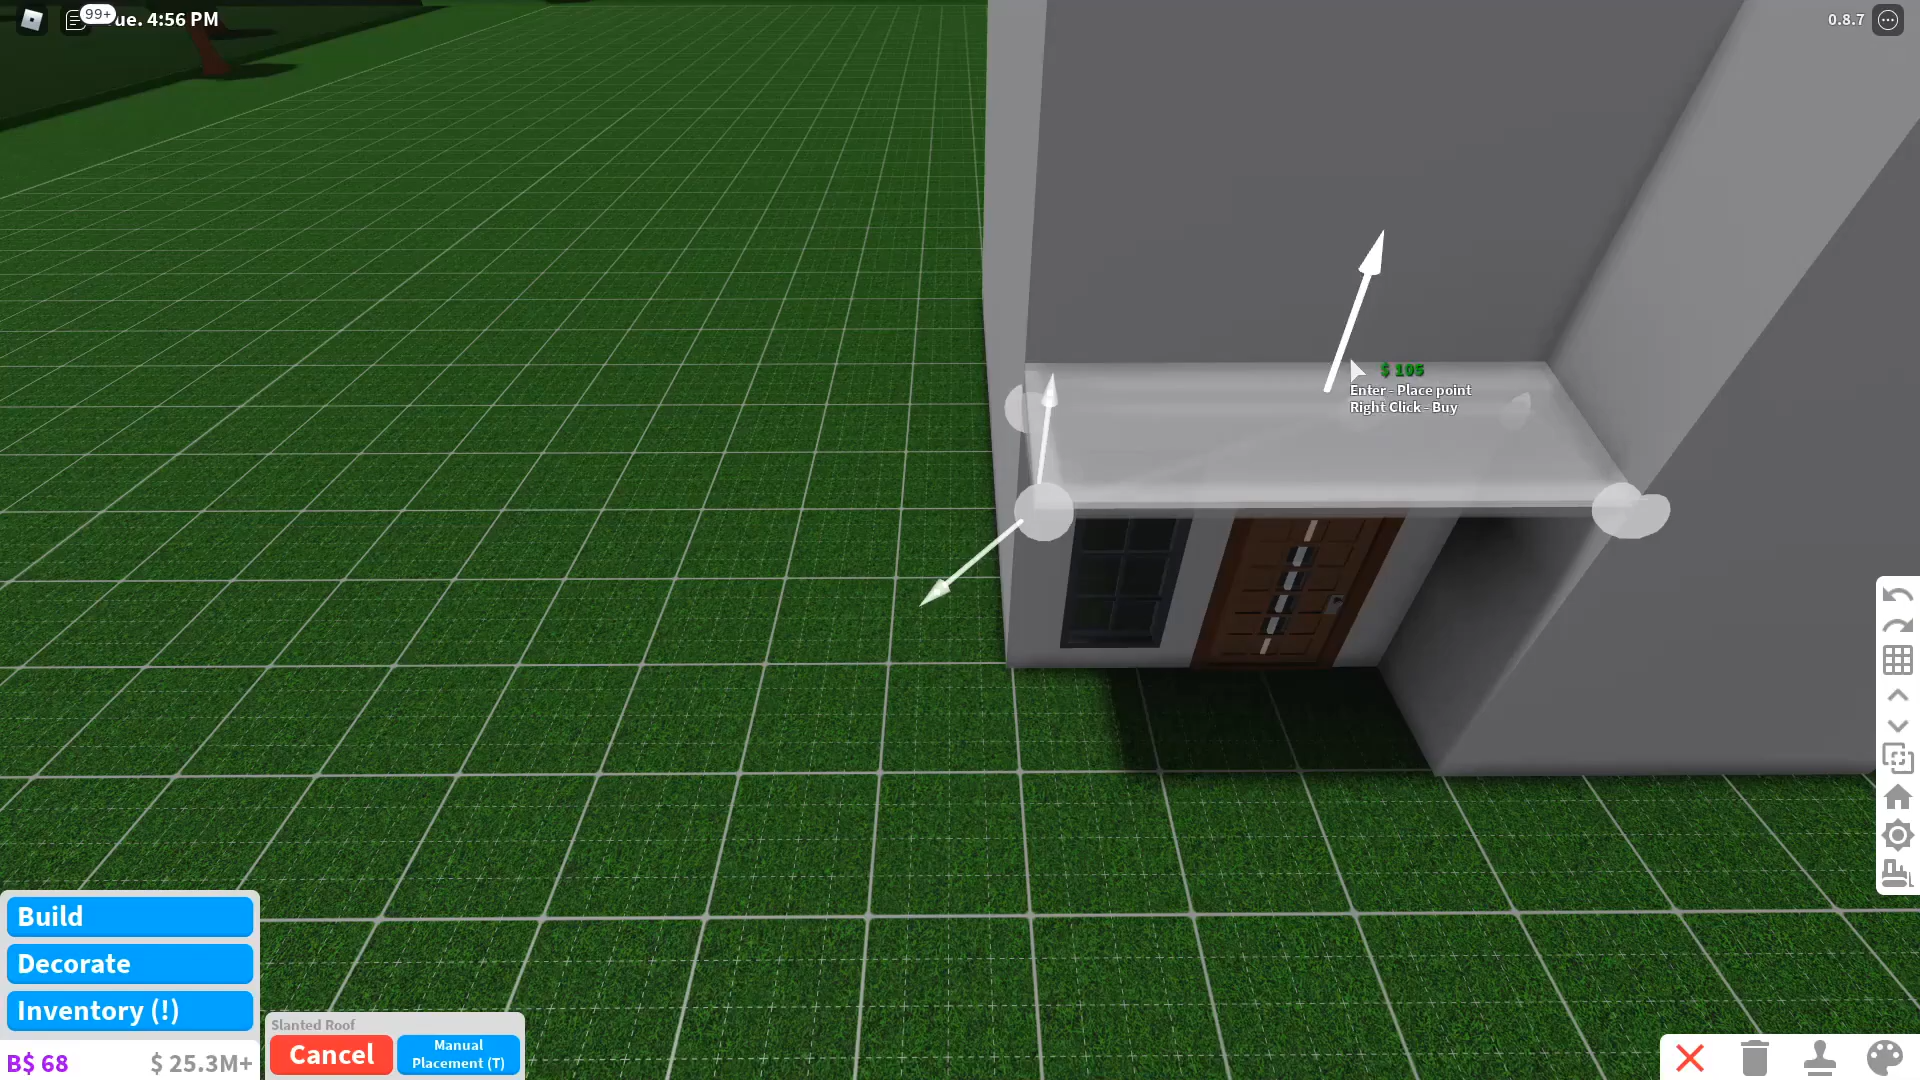 99+
ue. 4:56 PM
0.8.7
$ 105
Enter - Place point
Right Click - Buy
Build
Decorate
Inventory (!)
B$ 68
$ 25.3M+
Slanted Roof
Cancel
Manual
Placement (T)